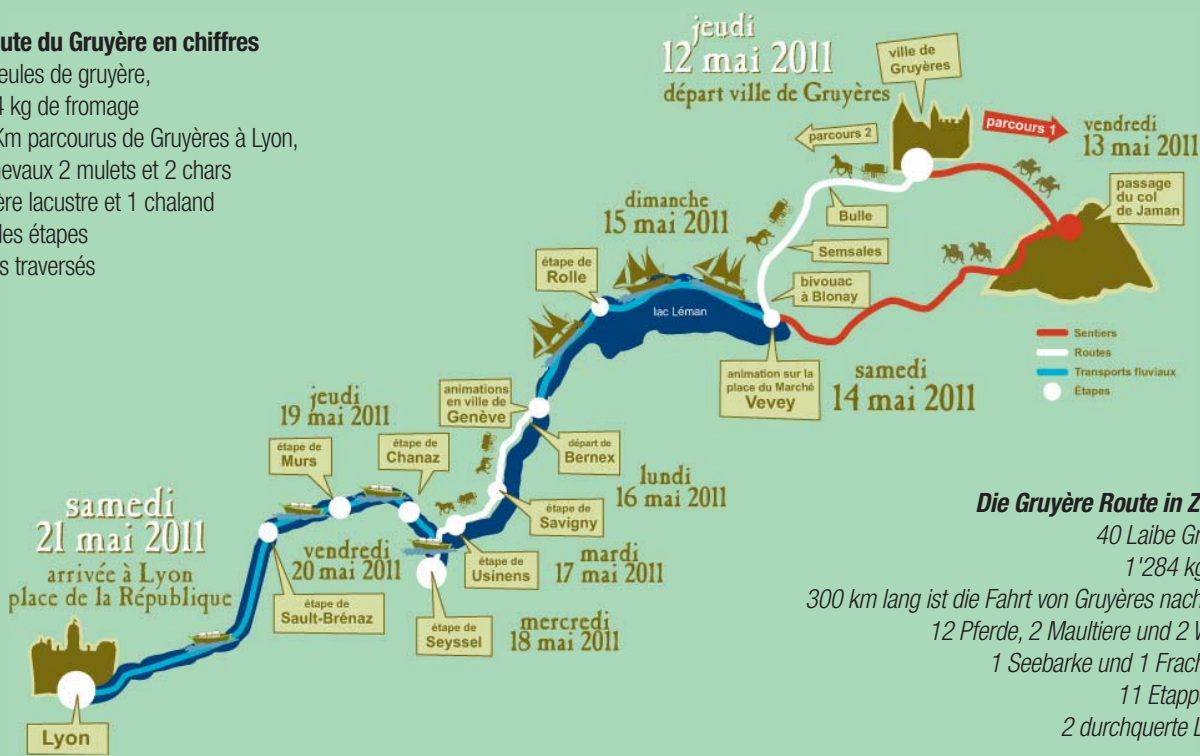 ute du Gruyère en chiffres
eules de gruyère,
4 kg de fromage
Km parcourus de Gruyères à Lyon,
hevaux 2 mulets et 2 chars
ère lacustre et 1 chaland
les étapes
s traversés
jeudi
12 mai 2011
départ ville de Gruyères
ville de
Gruyères
parcours 2
parcours 1
vendredi
13 mai 2011
passage
du col
de Jaman
dimanche
15 mai 2011
Bulle
Semsales
bivouac
à Blonay
étape de
Rolle
lac Léman
animation sur la
place du Marché
Vevey
samedi
14 mai 2011
Sentiers
Routes
Transports fluviaux
Étapes
animations
en ville de
Genève
départ de
Bernex
lundi
16 mai 2011
étape de
Savigny
mardi
17 mai 2011
étape de
Usinens
mercredi
18 mai 2011
étape de
Seyssel
jeudi
19 mai 2011
étape de
Chanaz
étape de
Murs
vendredi
20 mai 2011
étape de
Sault-Brénaz
samedi
21 mai 2011
arrivée à Lyon
place de la République
Lyon
Die Gruyère Route in Z
40 Laibe Gr
1'284 kg
300 km lang ist die Fahrt von Gruyères nach
12 Pferde, 2 Maultiere und 2 W
1 Seebarke und 1 Frach
11 Etapp
2 durchquerte L